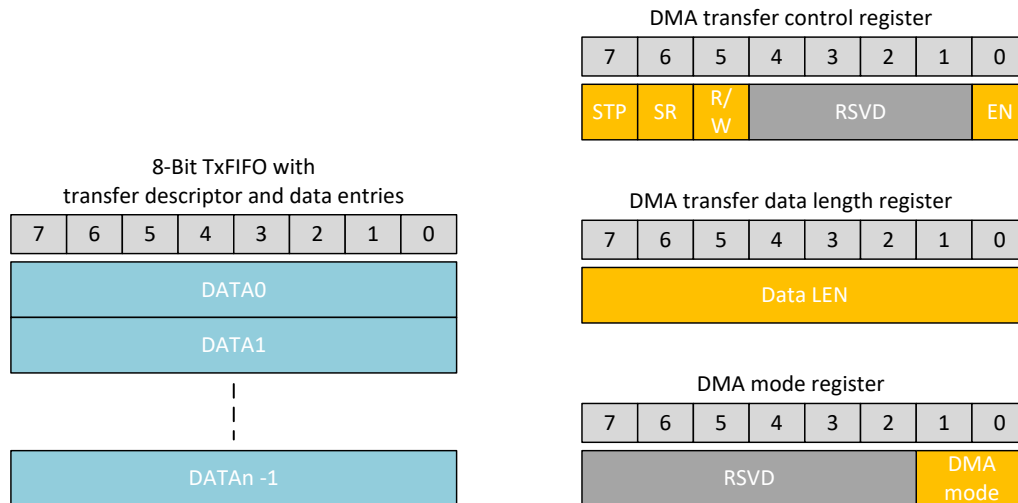 DMA transfer control register
7 6 5 4 3 2 1 0
STP SR R/ W RSVD EN
8-Bit TxFIFO with
transfer descriptor and data entries
7 6 5 4 3 2 1 0
DATA0
DATA1
DATAn -1
DMA transfer data length register
7 6 5 4 3 2 1 0
Data LEN
DMA mode register
7 6 5 4 3 2 1 0
RSVD DMA
mode